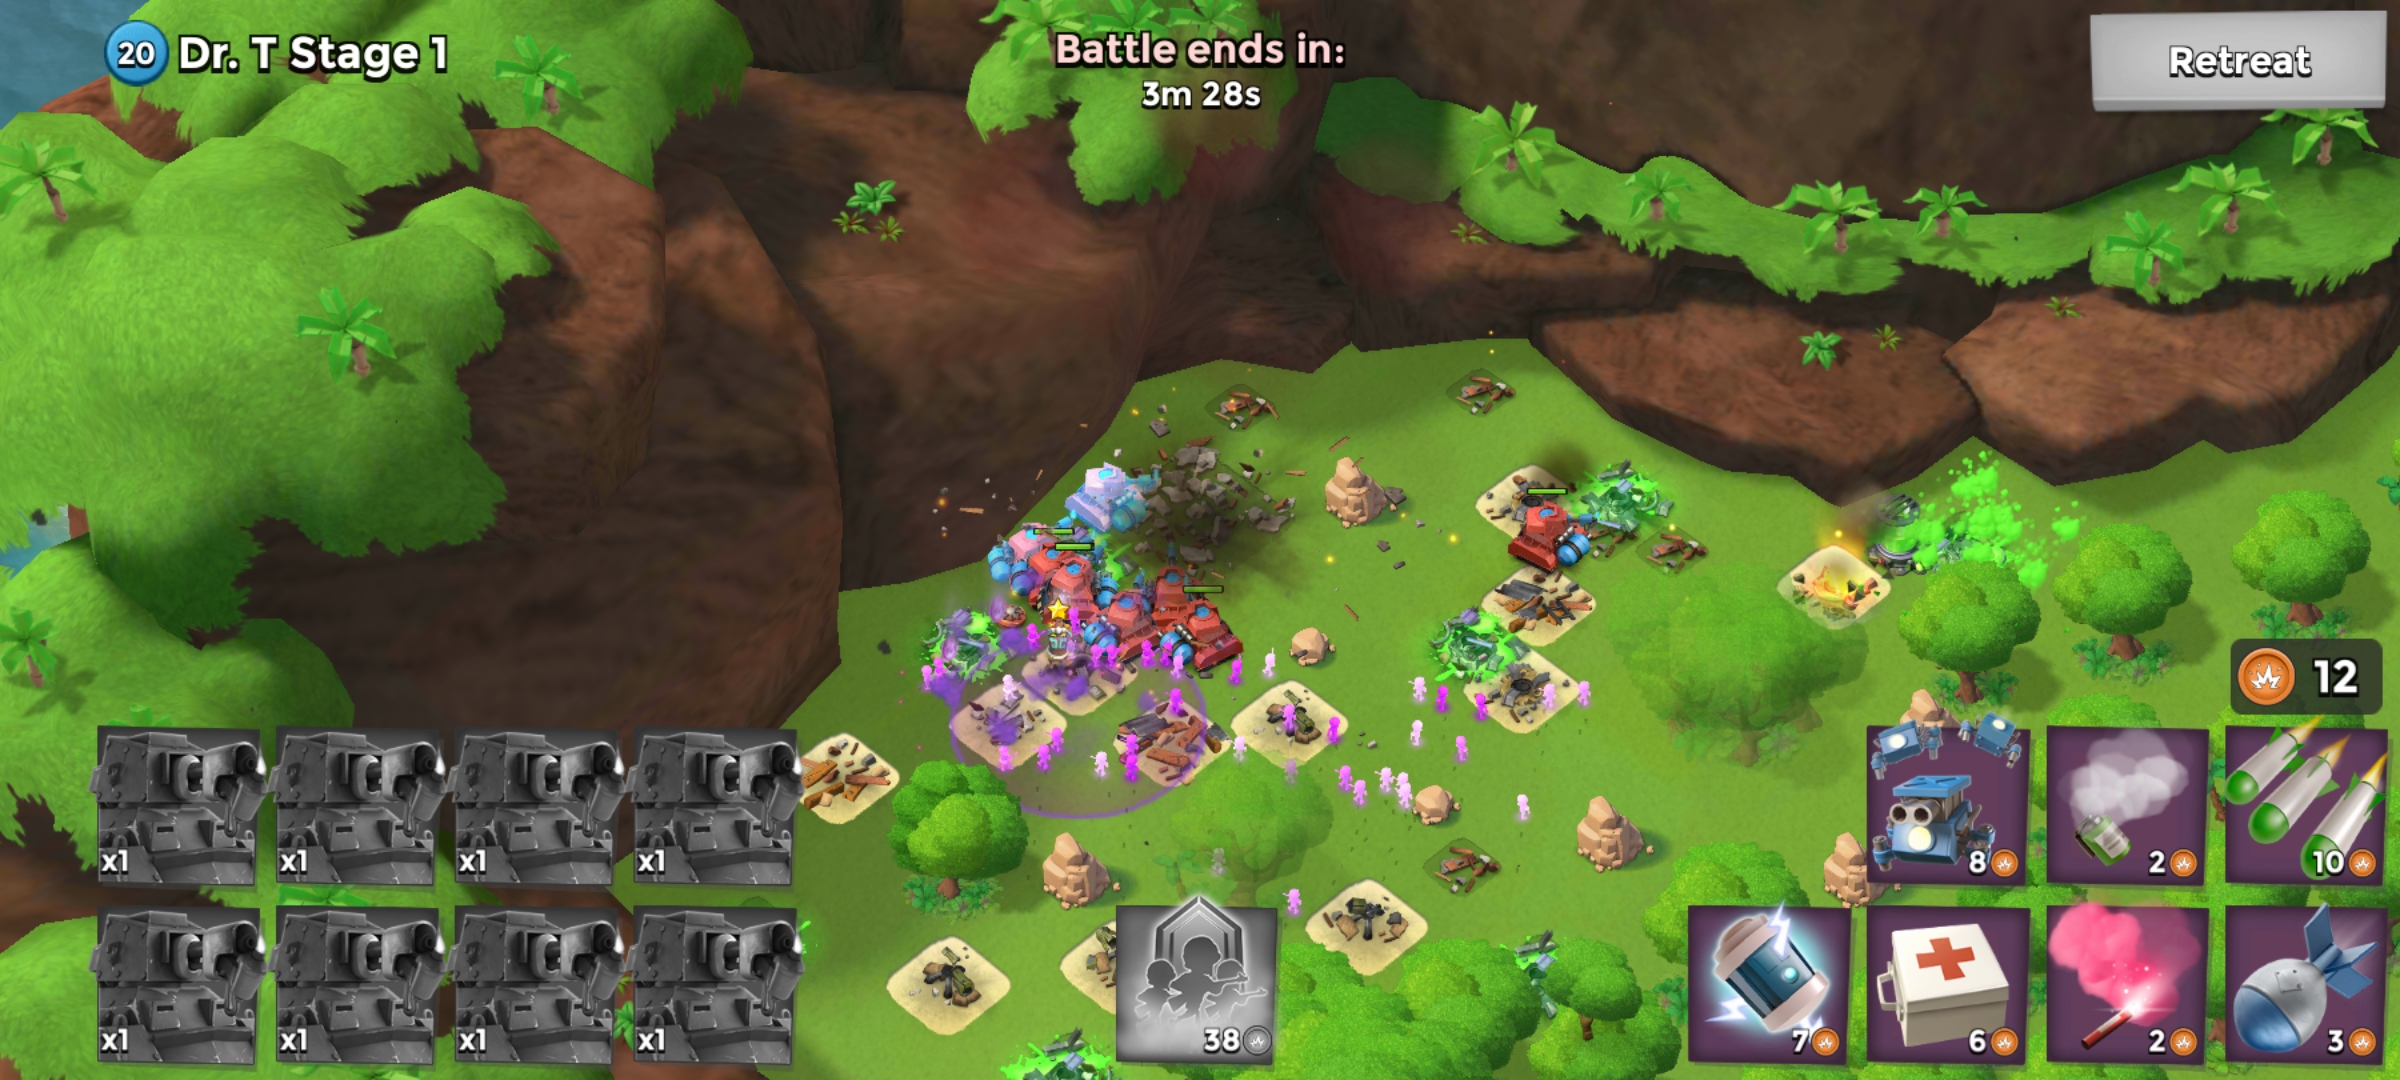 20 Dr. T Stage 1
Battle ends in:
3m 28s
Retreat
12
x1 x1 x1 x1
8 2 10
x1 x1 x1 x1
38
7 6 2 3